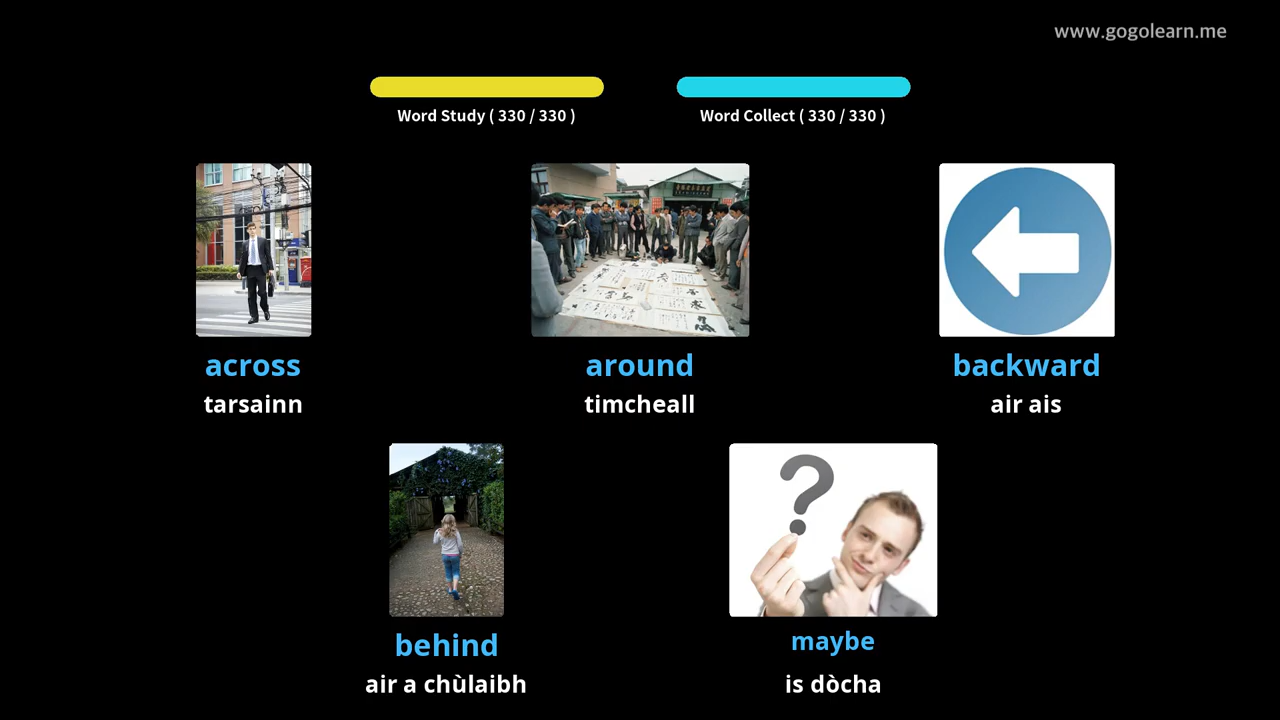 www.gogolearn.me
Word Study ( 330 / 330 )
Word Collect ( 330 / 330 )
across
around
backward
tarsainn
timcheall
air ais
behind
maybe
air a chùlaibh
is dòcha